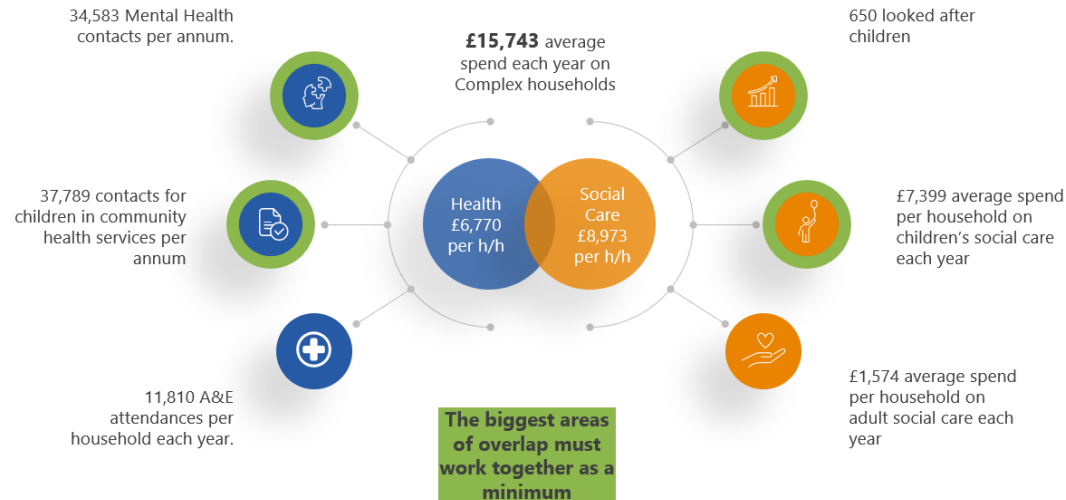 34,583 Mental Health
contacts per annum.
£15,743 average
spend each year on
Complex households
650 looked after
children
37,789 contacts for
children in community
health services per
annum
Health
£6,770
per h/h
Social
Care
£8,973
per h/h
£7,399 average spend
per household on
children’s social care
each year
11,810 A&E
attendances per
household each year.
The biggest areas
of overlap must
work together as a
minimum
£1,574 average spend
per household on
adult social care each
year